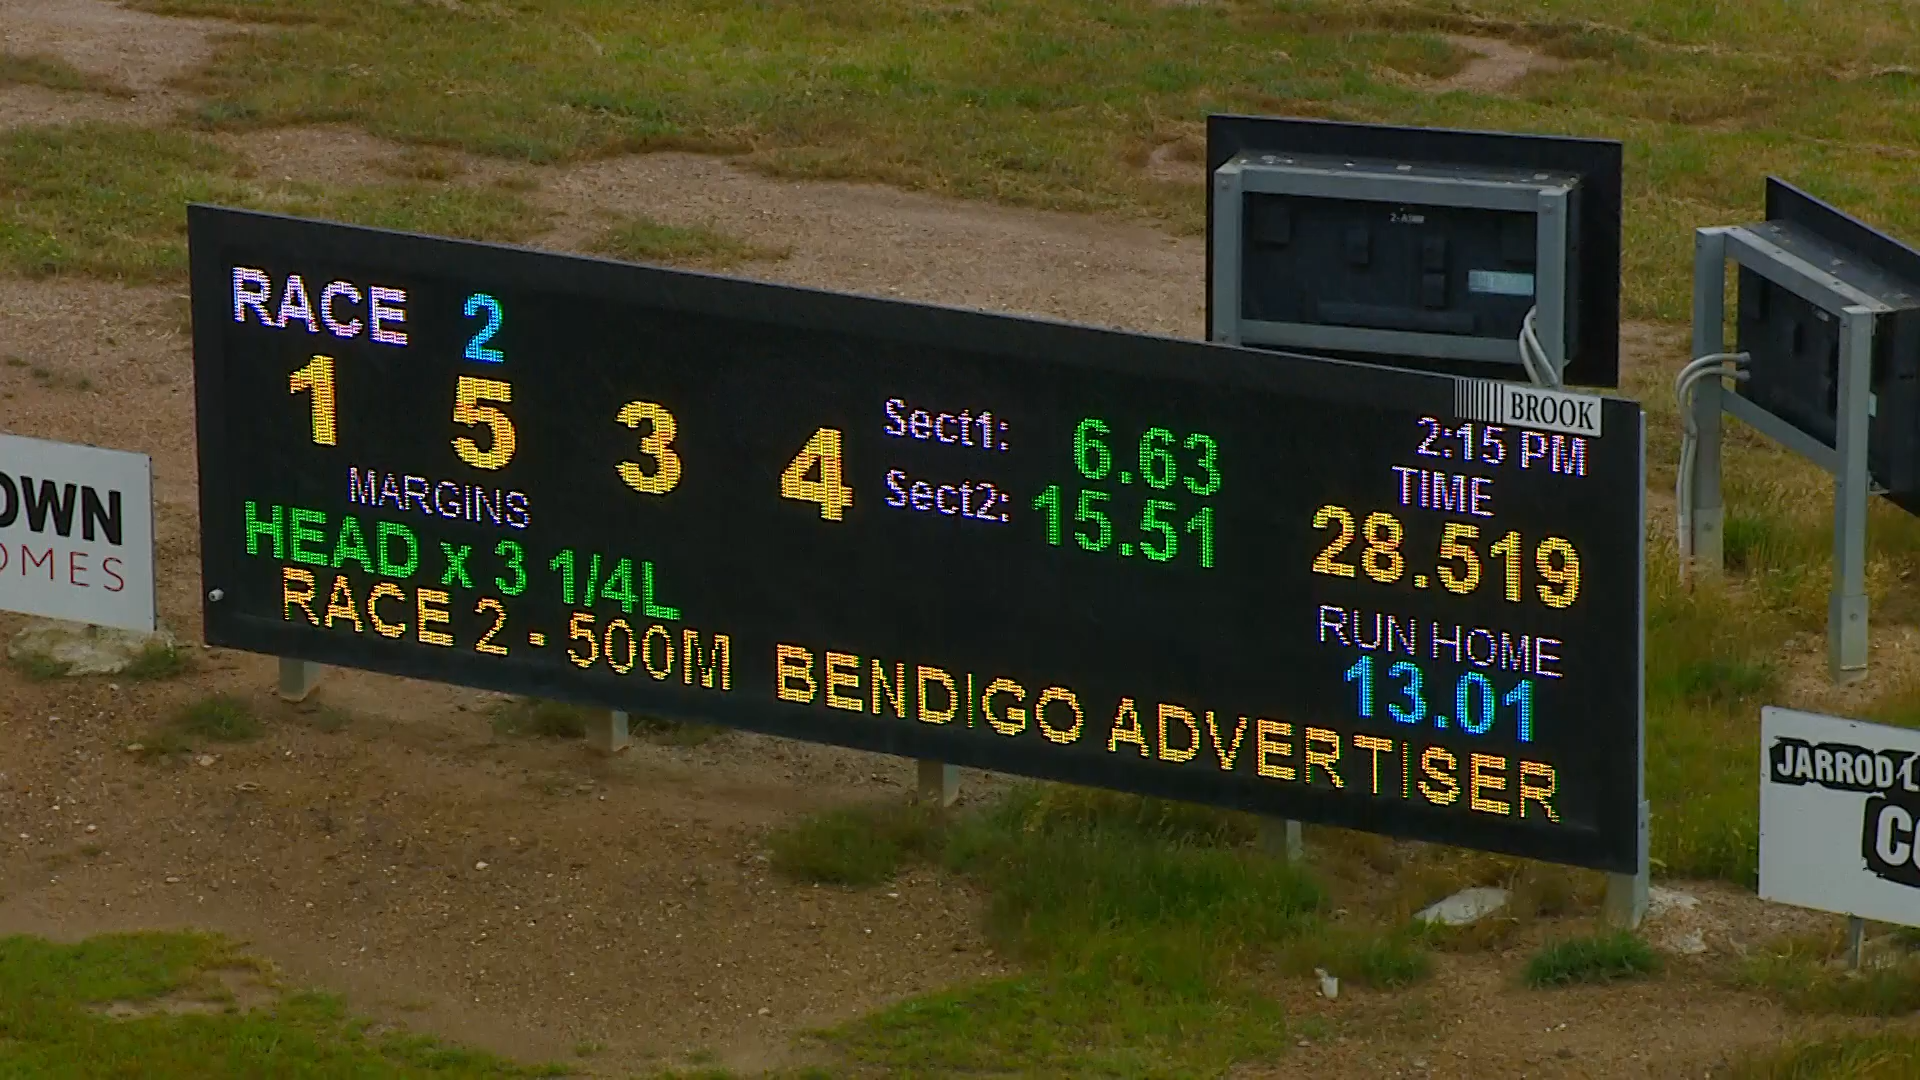 RACE 2
1 5 3 4
MARGINS
HEAD x 3 1/4L
Sect1: 6.63
Sect2: 15.51
BROOK
2:15 PM
TIME
28.519
RUN HOME
13.01
RACE 2 - 500M BENDIGO ADVERTISER
OWN
OMES
JARROD L
CO